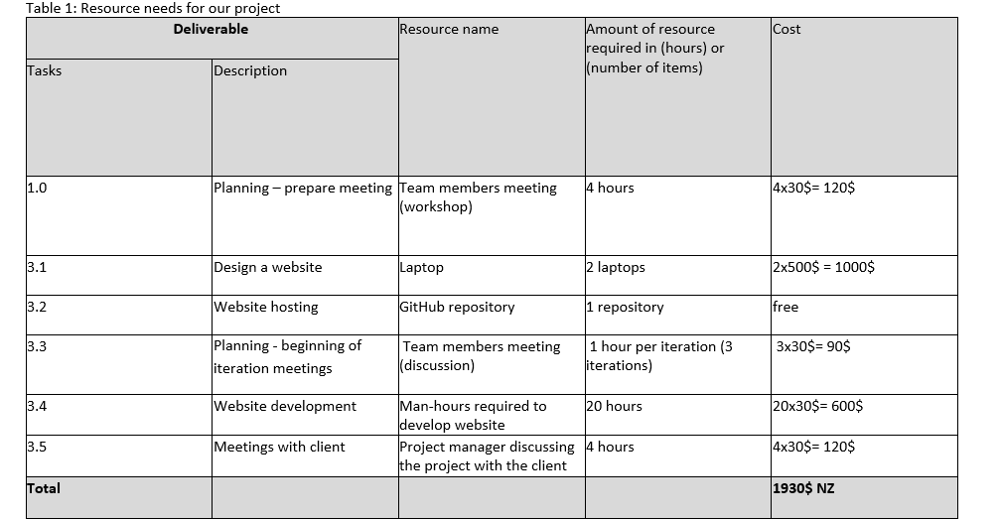 Table 1: Resource needs for our project
Deliverable
Resource name
Amount of resource
required in (hours) or
(number of items)
Cost
Tasks
Description
1.0
Planning – prepare meeting
Team members meeting
(workshop)
4 hours
4x30$= 120$
3.1
Design a website
Laptop
2 laptops
2x500$ = 1000$
3.2
Website hosting
GitHub repository
1 repository
free
3.3
Planning - beginning of
iteration meetings
Team members meeting
(discussion)
1 hour per iteration (3
iterations)
3x30$= 90$
3.4
Website development
Man-hours required to
develop website
20 hours
20x30$= 600$
3.5
Meetings with client
Project manager discussing
the project with the client
4 hours
4x30$= 120$
Total
1930$ NZ